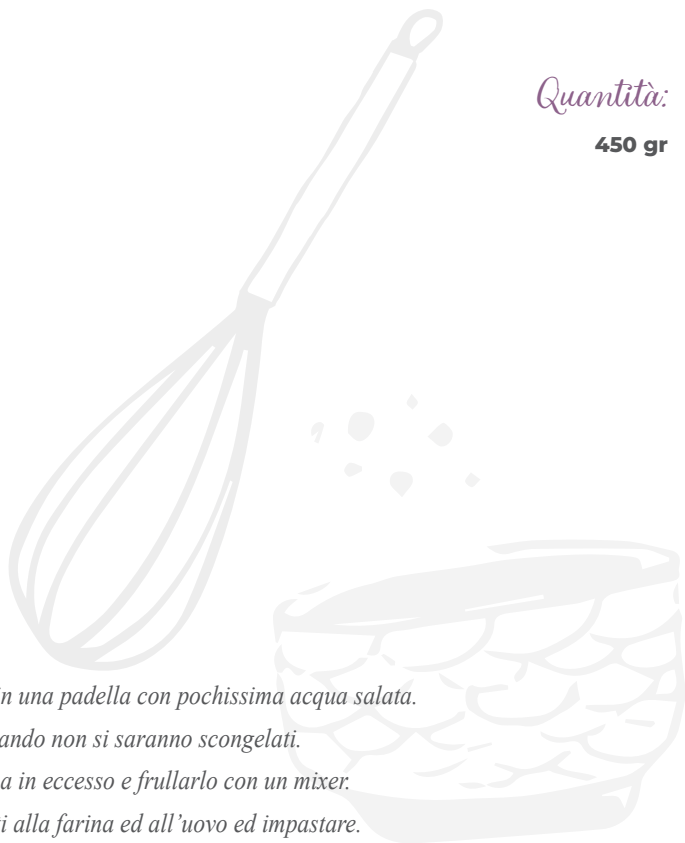 Quantità:
450 gr
in una padella con pochissima acqua salata.
ando non si saranno scongelati.
a in eccesso e frullarlo con un mixer.
i alla farina ed all’uovo ed impastare.